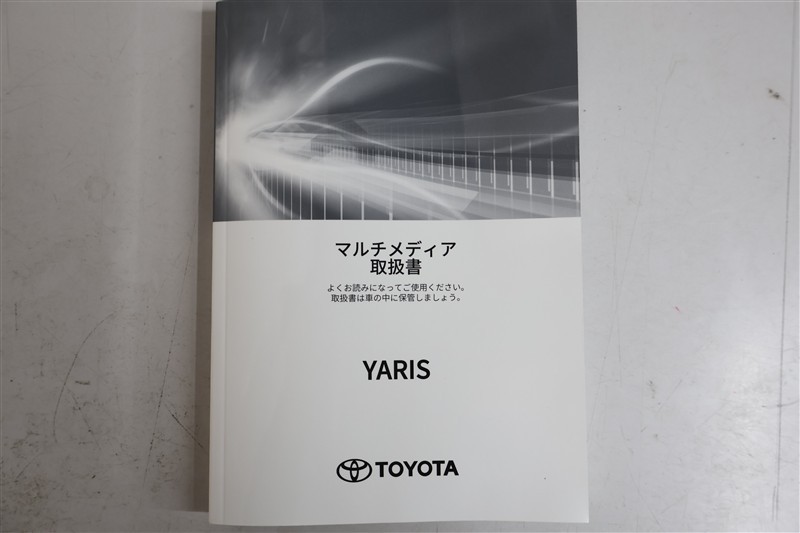 マルチメディア
取扱書
よくお読みになってご使用ください。
取扱書は車の中に保管しましょう。
YARIS
TOYOTA